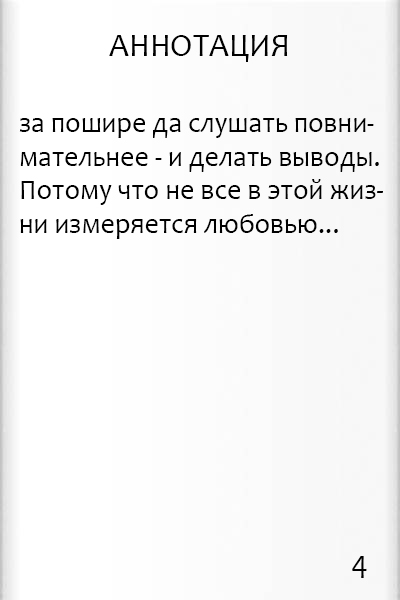 АННОТАЦИЯ
за пошире да слушать повни-
мательнее - и делать выводы.
Потому что не все в этой жиз-
ни измеряется любовью...
4